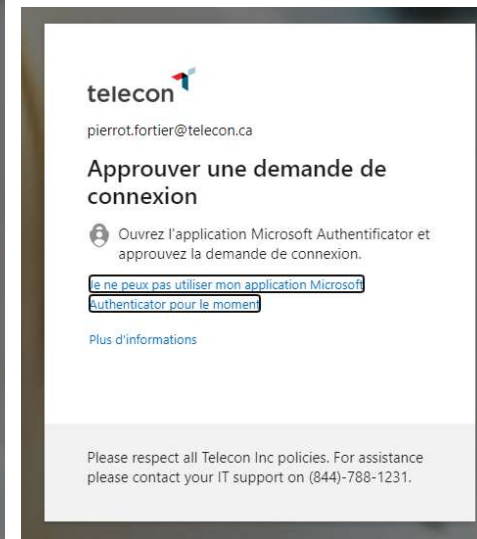 telecon
pierrot.fortier@telecon.ca
Approuver une demande de
connexion
Ouvrez l'application Microsoft Authentificator et
approuvez la demande de connexion.
Je ne peux pas utiliser mon application Microsoft
Authenticator pour le moment
Plus d'informations
Please respect all Telecon Inc policies. For assistance
please contact your IT support on (844)-788-1231.